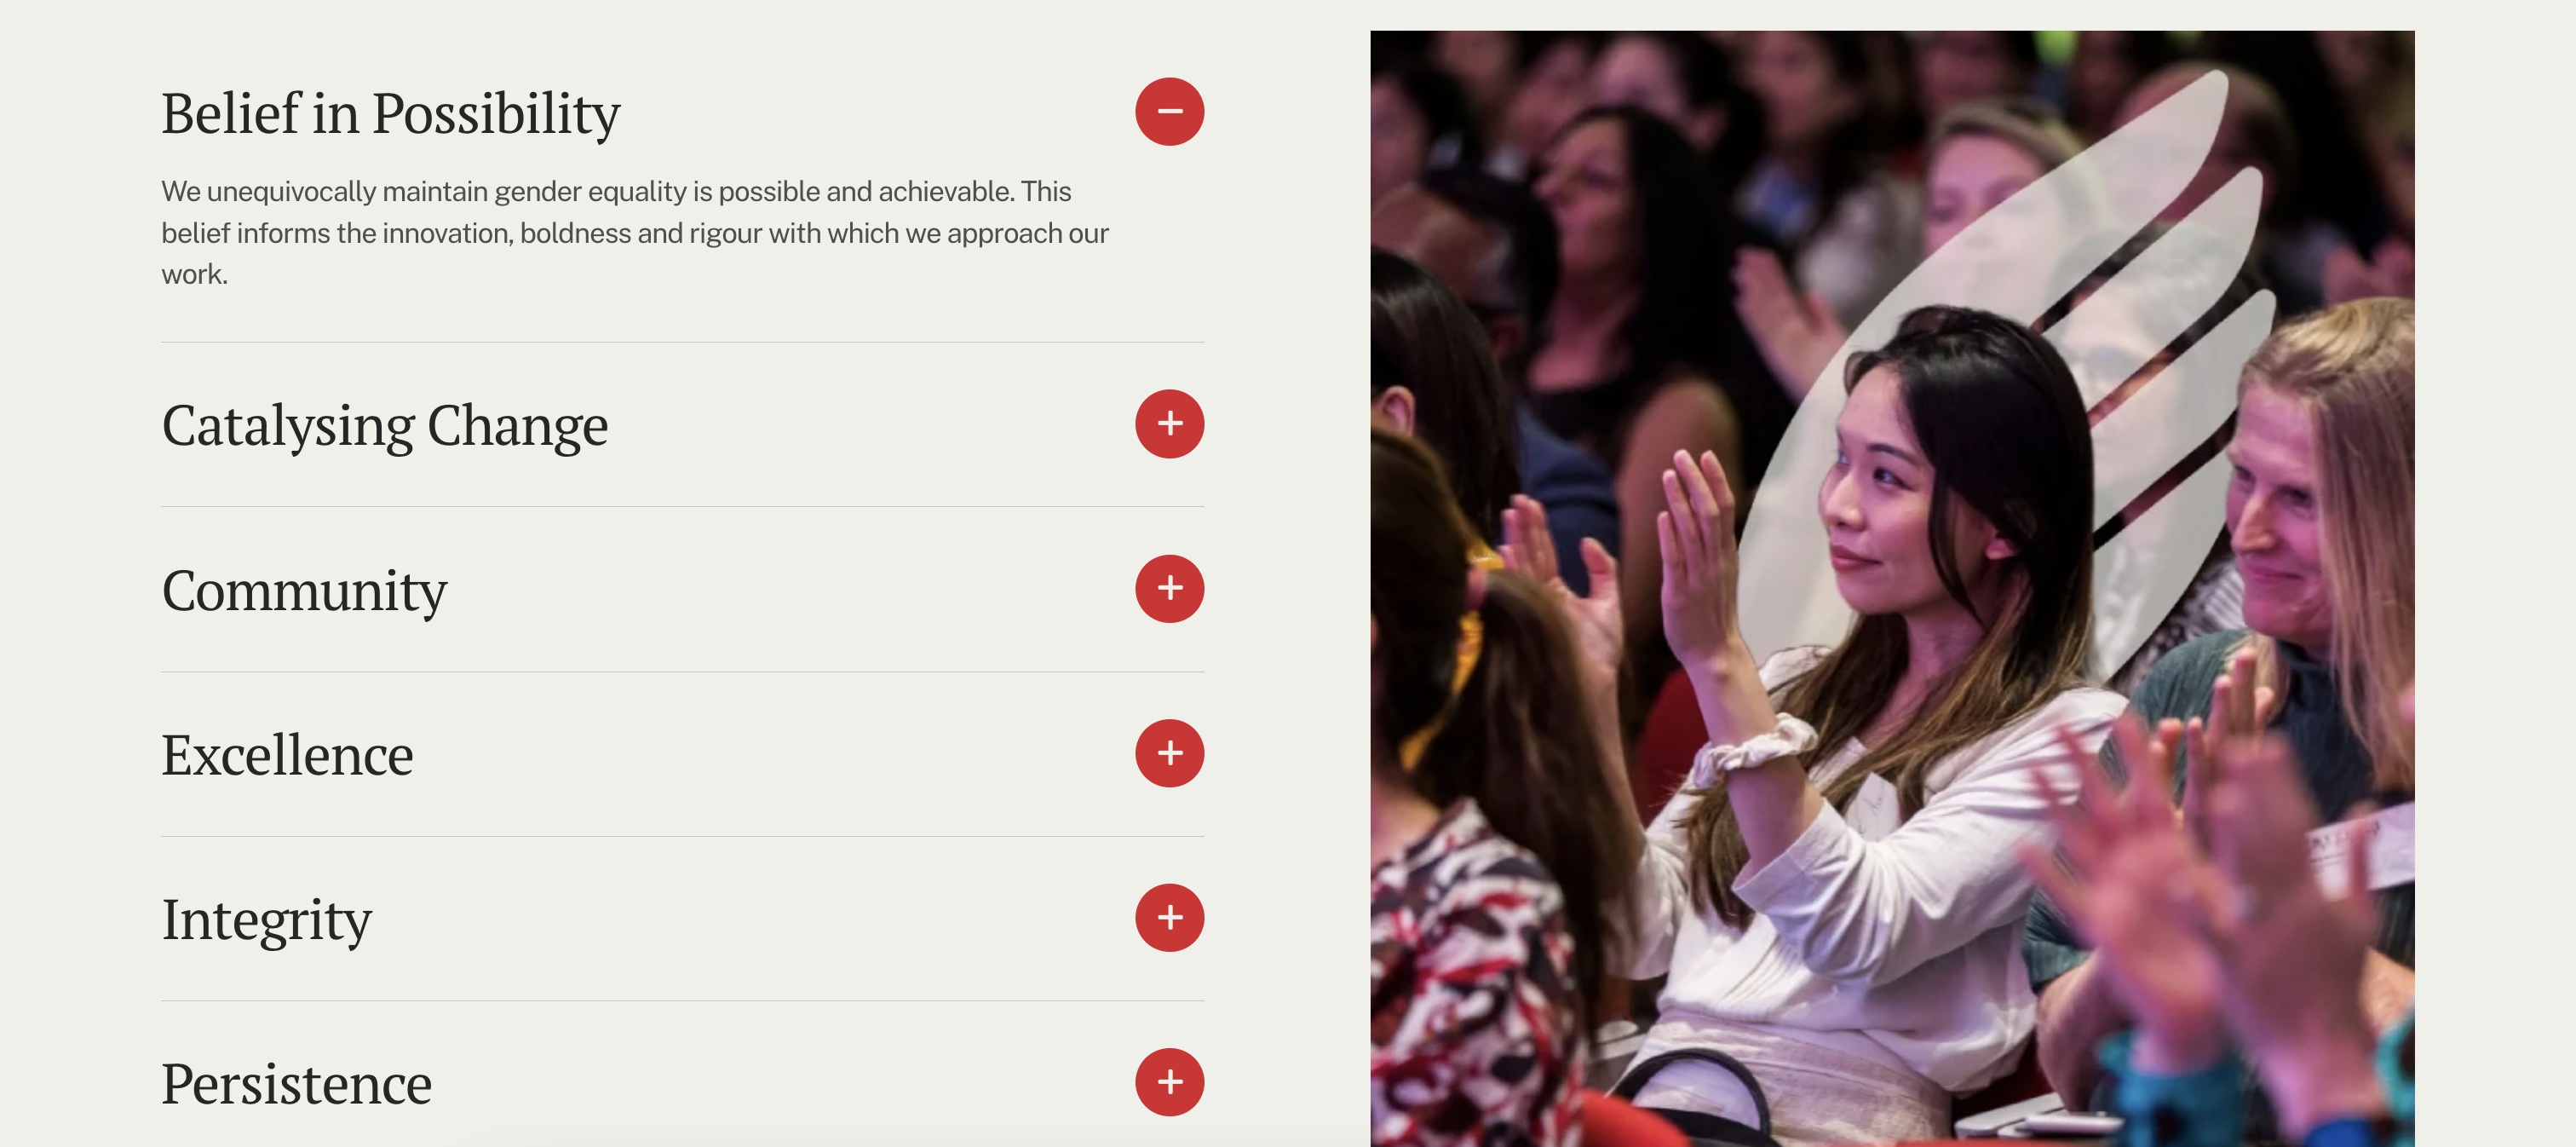 Belief in Possibility
We unequivocally maintain gender equality is possible and achievable. This
belief informs the innovation, boldness and rigour with which we approach our
work.
Catalysing Change
Community
Excellence
Integrity
Persistence